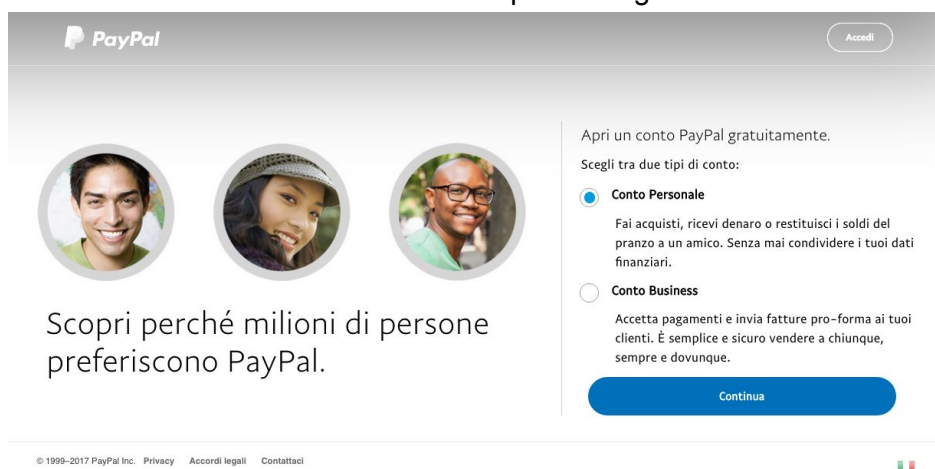 PayPal
Accedi
Scopri perché milioni di persone
preferiscono PayPal.
Apri un conto PayPal gratuitamente.
Scegli tra due tipi di conto:
Conto Personale
Fai acquisti, ricevi denaro o restituisci i soldi del
pranzo a un amico. Senza mai condividere i tuoi dati
finanziari.
Conto Business
Accetta pagamenti e invia fatture pro-forma ai tuoi
clienti. È semplice e sicuro vendere a chiunque,
sempre e dovunque.
Continua
© 1999–2017 PayPal Inc. Privacy Accordi legali Contattaci